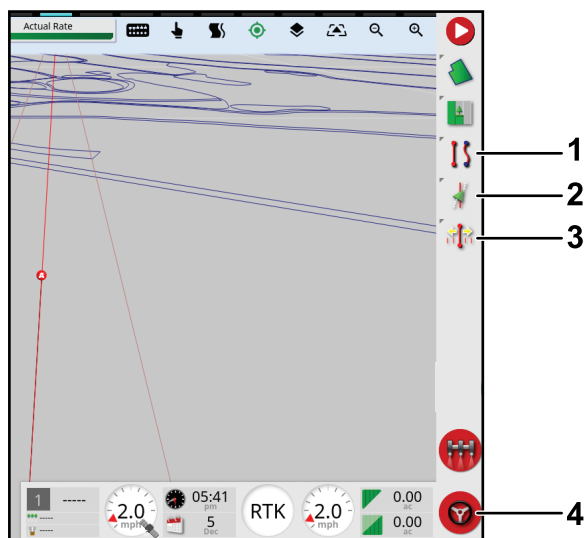 Actual Rate
1
2
3
A
1 -----
-----
-----
2.0
mph
05:41
pm
5
Dec
RTK
2.0
mph
0.00
ac
0.00
ac
4